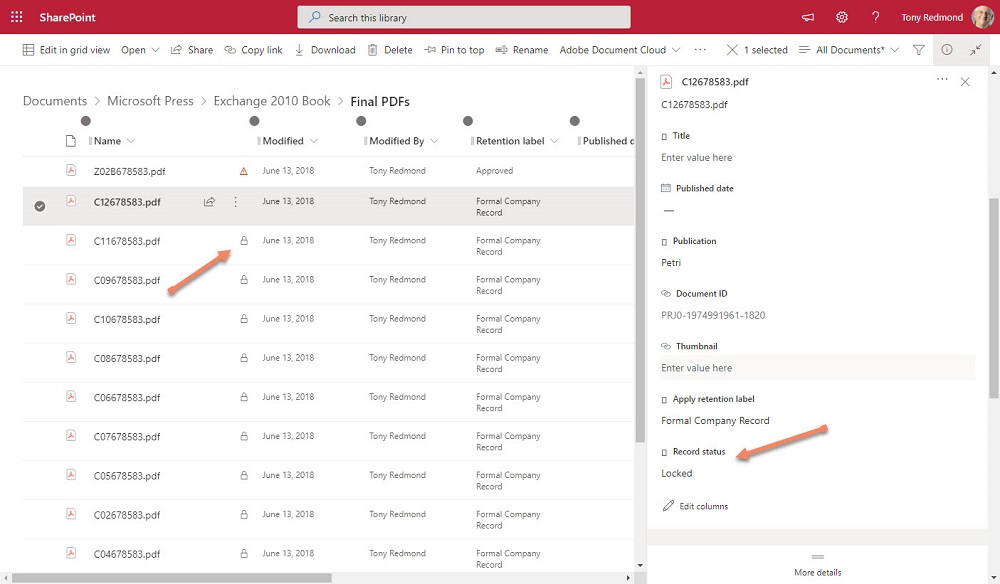 SharePoint
Search this library
Tony Redmond
Edit in grid view
Open
Share
Copy link
Download
Delete
Pin to top
Rename
Adobe Document Cloud
1 selected
All Documents*
Documents > Microsoft Press > Exchange 2010 Book > Final PDFs
Name
Modified
Modified By
Retention label
Published d
Z02B678583.pdf
June 13, 2018
Tony Redmond
Approved
C12678583.pdf
June 13, 2018
Tony Redmond
Formal Company
Record
C11678583.pdf
June 13, 2018
Tony Redmond
Formal Company
Record
C09678583.pdf
June 13, 2018
Tony Redmond
Formal Company
Record
C10678583.pdf
June 13, 2018
Tony Redmond
Formal Company
Record
C08678583.pdf
June 13, 2018
Tony Redmond
Formal Company
Record
C06678583.pdf
June 13, 2018
Tony Redmond
Formal Company
Record
C07678583.pdf
June 13, 2018
Tony Redmond
Formal Company
Record
C05678583.pdf
June 13, 2018
Tony Redmond
Formal Company
Record
C02678583.pdf
June 13, 2018
Tony Redmond
Formal Company
Record
C04678583.pdf
June 13, 2018
Tony Redmond
Formal Company
Record
C12678583.pdf
C12678583.pdf
Title
Enter value here
Published date
—
Publication
Petri
Document ID
PRJ0-1974991961-1820
Thumbnail
Enter value here
Apply retention label
Formal Company Record
Record status
Locked
Edit columns
More details